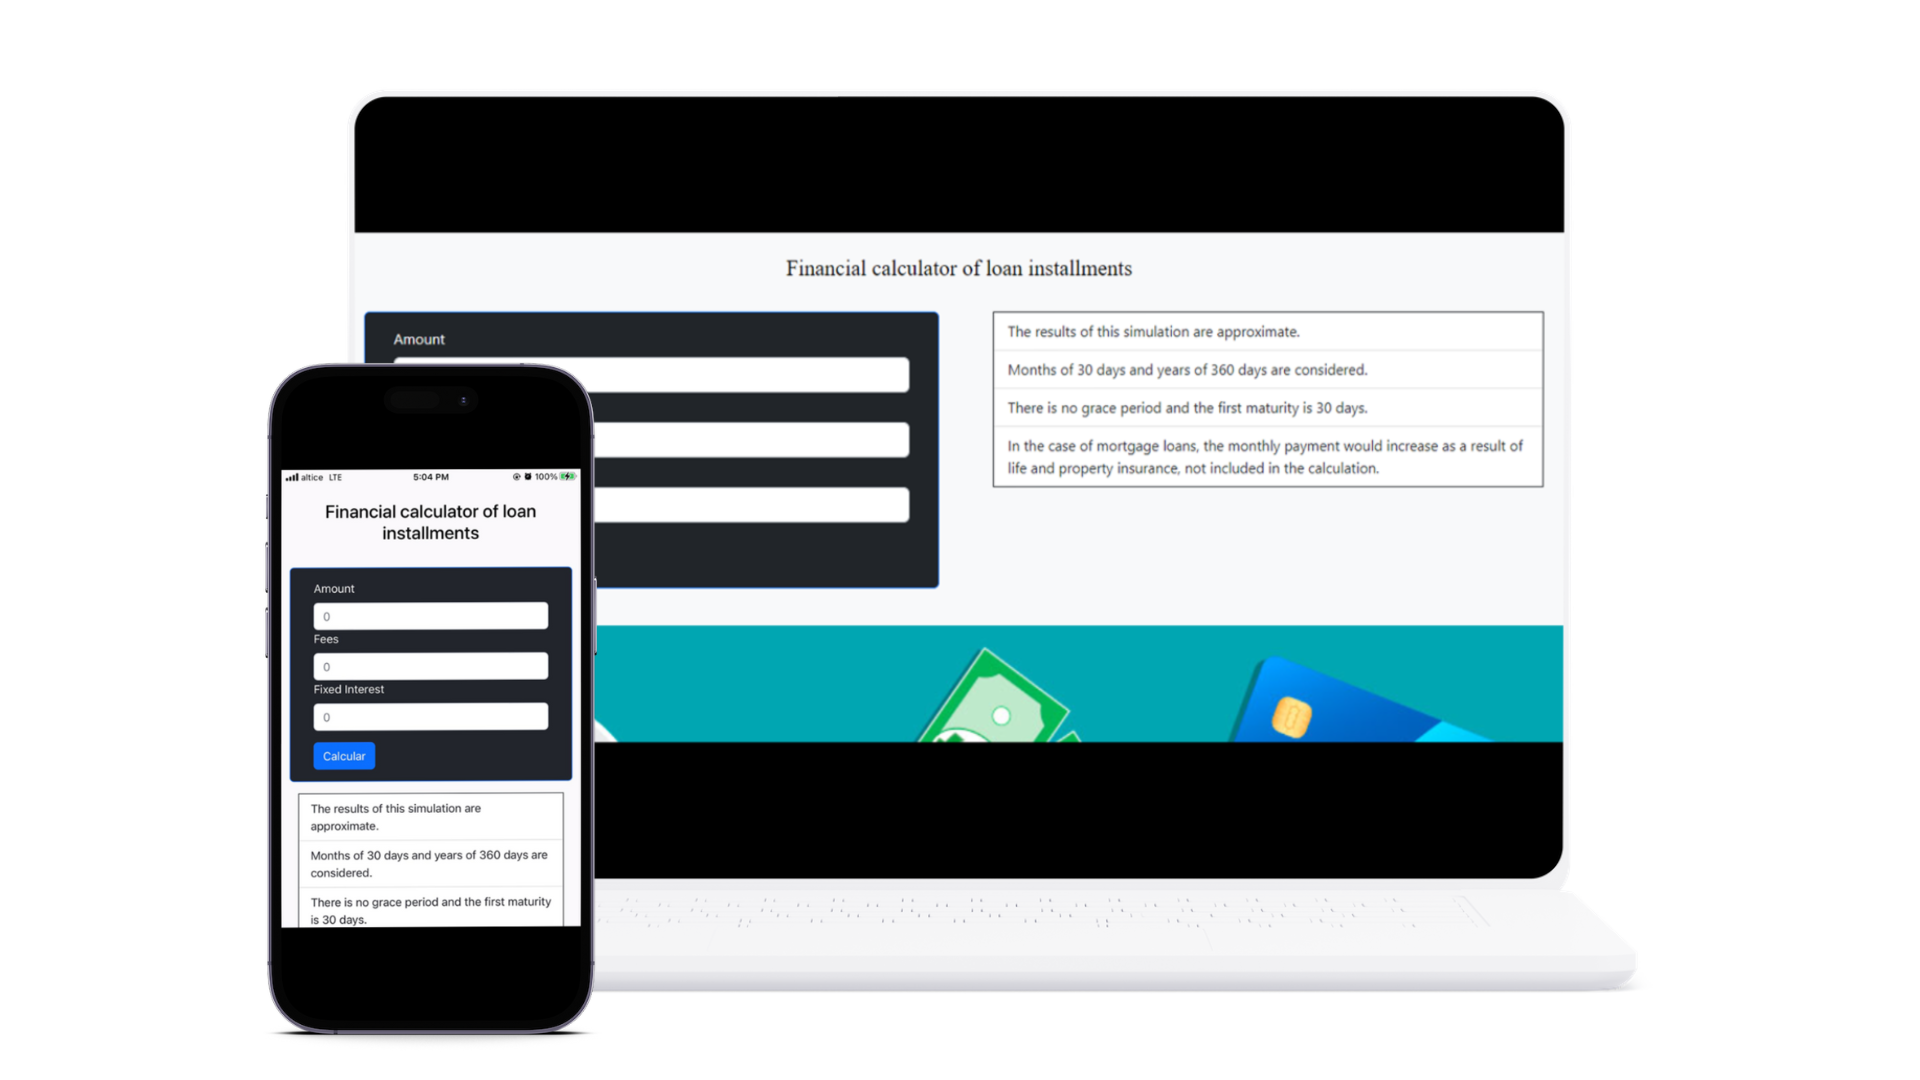 Financial calculator of loan installments
Amount
The results of this simulation are approximate.
Months of 30 days and years of 360 days are considered.
There is no grace period and the first maturity is 30 days.
In the case of mortgage loans, the monthly payment would increase as a result of
life and property insurance, not included in the calculation.
altice LTE
5:04 PM
100%
Financial calculator of loan
installments
Amount
0
Fees
0
Fixed Interest
0
Calcular
The results of this simulation are
approximate.
Months of 30 days and years of 360 days are
considered.
There is no grace period and the first maturity
is 30 days.